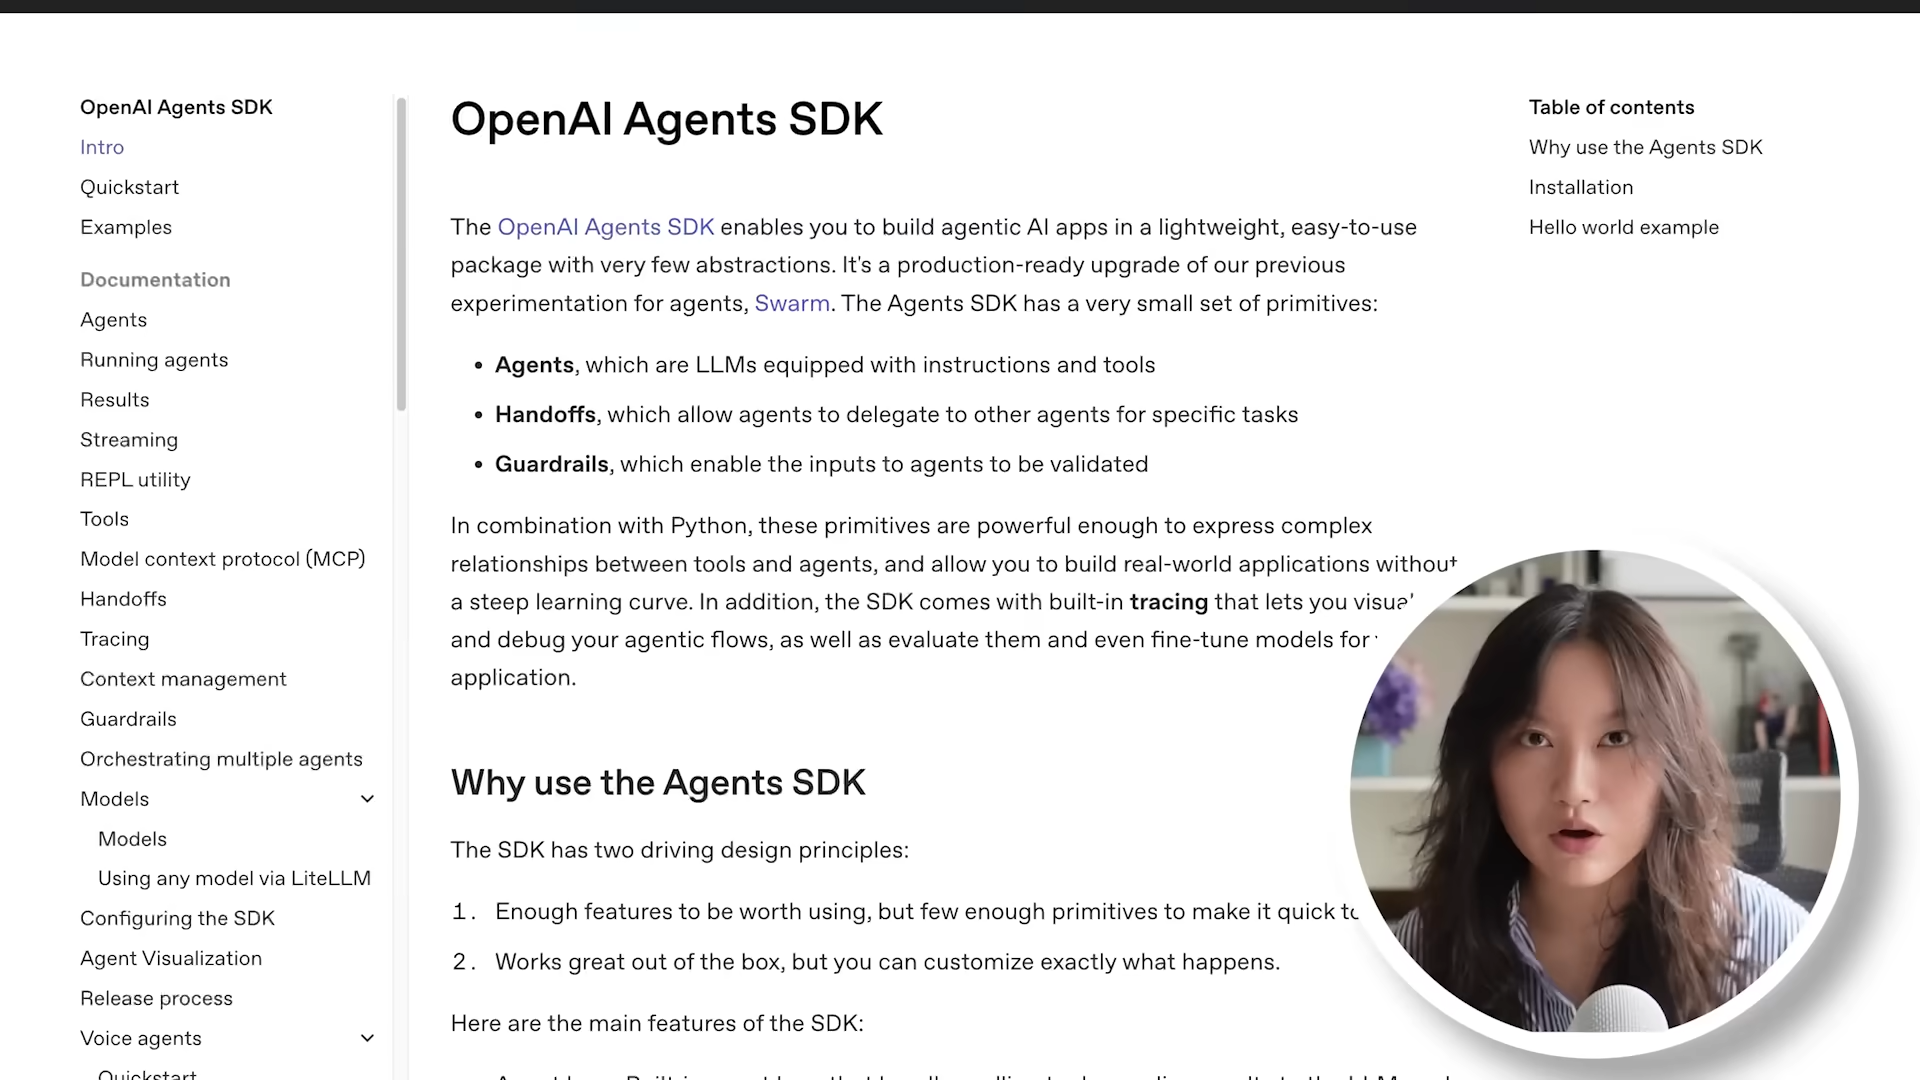 OpenAI Agents SDK
Intro
Quickstart
Examples
Documentation
Agents
Running agents
Results
Streaming
REPL utility
Tools
Model context protocol (MCP)
Handoffs
Tracing
Context management
Guardrails
Orchestrating multiple agents
Models
Models
Using any model via LiteLLM
Configuring the SDK
Agent Visualization
Release process
Voice agents
Quickstart
OpenAI Agents SDK
The OpenAI Agents SDK enables you to build agentic AI apps in a lightweight, easy-to-use
package with very few abstractions. It's a production-ready upgrade of our previous
experimentation for agents, Swarm. The Agents SDK has a very small set of primitives:
• Agents, which are LLMs equipped with instructions and tools
• Handoffs, which allow agents to delegate to other agents for specific tasks
• Guardrails, which enable the inputs to agents to be validated
In combination with Python, these primitives are powerful enough to express complex
relationships between tools and agents, and allow you to build real-world applications without
a steep learning curve. In addition, the SDK comes with built-in tracing that lets you
and debug your agentic flows, as well as evaluate them and even fine-tune models for
application.
Why use the Agents SDK
The SDK has two driving design principles:
1. Enough features to be worth using, but few enough primitives to make it quick
2. Works great out of the box, but you can customize exactly what happens.
Here are the main features of the SDK:
Table of contents
Why use the Agents SDK
Installation
Hello world example